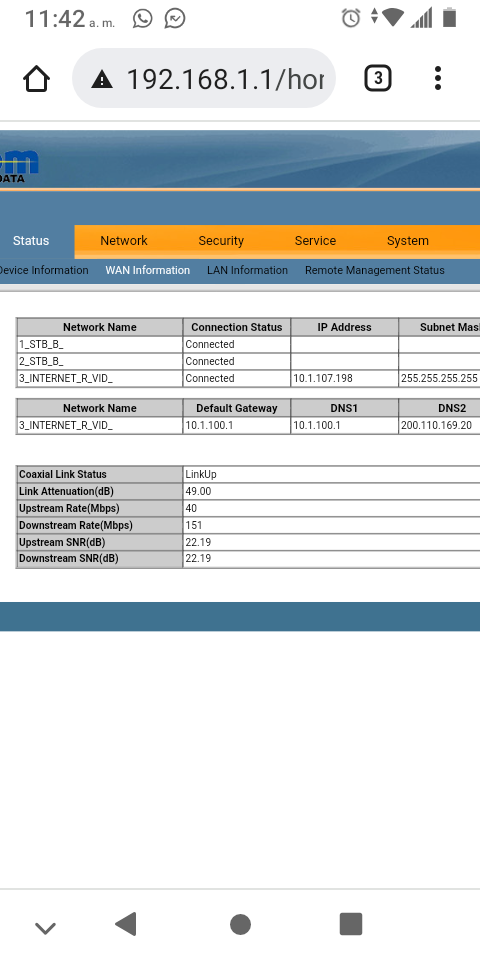 11:42 a. m.
192.168.1.1/hor
3
om
DATA
Status Network Security Service System
Device Information WAN Information LAN Information Remote Management Status
Network Name Connection Status IP Address Subnet Mas
1_STB_B_ Connected
2_STB_B_ Connected
3_INTERNET_R_VID_ Connected 10.1.107.198 255.255.255.255
Network Name Default Gateway DNS1 DNS2
3_INTERNET_R_VID_ 10.1.100.1 10.1.100.1 200.110.169.20
Coaxial Link Status LinkUp
Link Attenuation(dB) 49.00
Upstream Rate(Mbps) 40
Downstream Rate(Mbps) 151
Upstream SNR(dB) 22.19
Downstream SNR(dB) 22.19